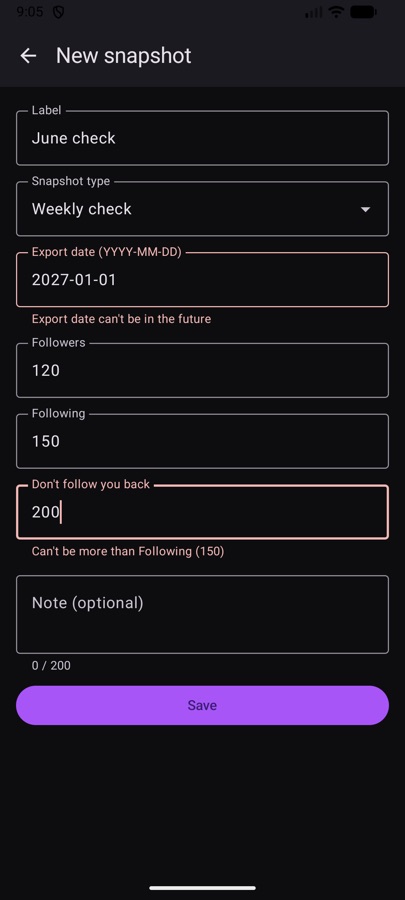 9:05
New snapshot
Label
June check
Snapshot type
Weekly check
Export date (YYYY-MM-DD)
2027-01-01
Export date can't be in the future
Followers
120
Following
150
Don't follow you back
200
Can't be more than Following (150)
Note (optional)
0 / 200
Save